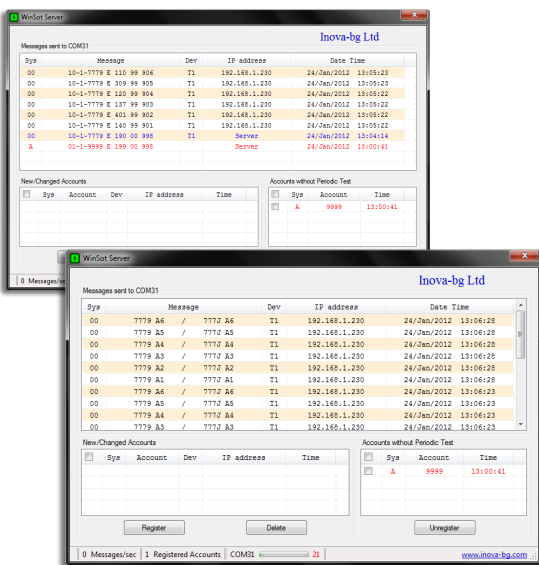 WinSot Server
Inova-bg Ltd
Messages sent to COM31
Sys Message Dev IP address Date Time
00 10-1-7779 E 110 99 906 T1 192.168.1.230 24/Jan/2012 13:05:23
00 10-1-7779 E 309 99 905 T1 192.168.1.230 24/Jan/2012 13:05:23
00 10-1-7779 E 120 99 904 T1 192.168.1.230 24/Jan/2012 13:05:22
00 10-1-7779 E 137 99 903 T1 192.168.1.230 24/Jan/2012 13:05:22
00 10-1-7779 E 401 99 902 T1 192.168.1.230 24/Jan/2012 13:05:22
00 10-1-7779 E 140 99 901 T1 192.168.1.230 24/Jan/2012 13:05:22
00 10-1-7779 E 190 00 998 T1 Server 24/Jan/2012 13:04:14
A 01-1-9999 E 199 00 998 Server 24/Jan/2012 13:00:41
New/Changed Accounts Accounts without Periodic Test
Sys Account Dev IP address Time Sys Account Time
A 9999 13:00:41
0 Messages/se
WinSot Server
Inova-bg Ltd
Messages sent to COM31
Sys Message Dev IP address Date Time
00 7779 A6 / 777J A6 T1 192.168.1.230 24/Jan/2012 13:06:28
00 7779 A5 / 777J A5 T1 192.168.1.230 24/Jan/2012 13:06:28
00 7779 A4 / 777J A4 T1 192.168.1.230 24/Jan/2012 13:06:28
00 7779 A3 / 777J A3 T1 192.168.1.230 24/Jan/2012 13:06:28
00 7779 A2 / 777J A2 T1 192.168.1.230 24/Jan/2012 13:06:28
00 7779 A1 / 777J A1 T1 192.168.1.230 24/Jan/2012 13:06:28
00 7779 A6 / 777J A6 T1 192.168.1.230 24/Jan/2012 13:06:23
00 7779 A5 / 777J A5 T1 192.168.1.230 24/Jan/2012 13:06:23
00 7779 A4 / 777J A4 T1 192.168.1.230 24/Jan/2012 13:06:23
00 7779 A3 / 777J A3 T1 192.168.1.230 24/Jan/2012 13:06:23
New/Changed Accounts Accounts without Periodic Test
Sys Account Dev IP address Time Sys Account Time
A 9999 13:00:41
Register Delete Unregister
0 Messages/sec 1 Registered Accounts COM31 21 www.inova-bg.com